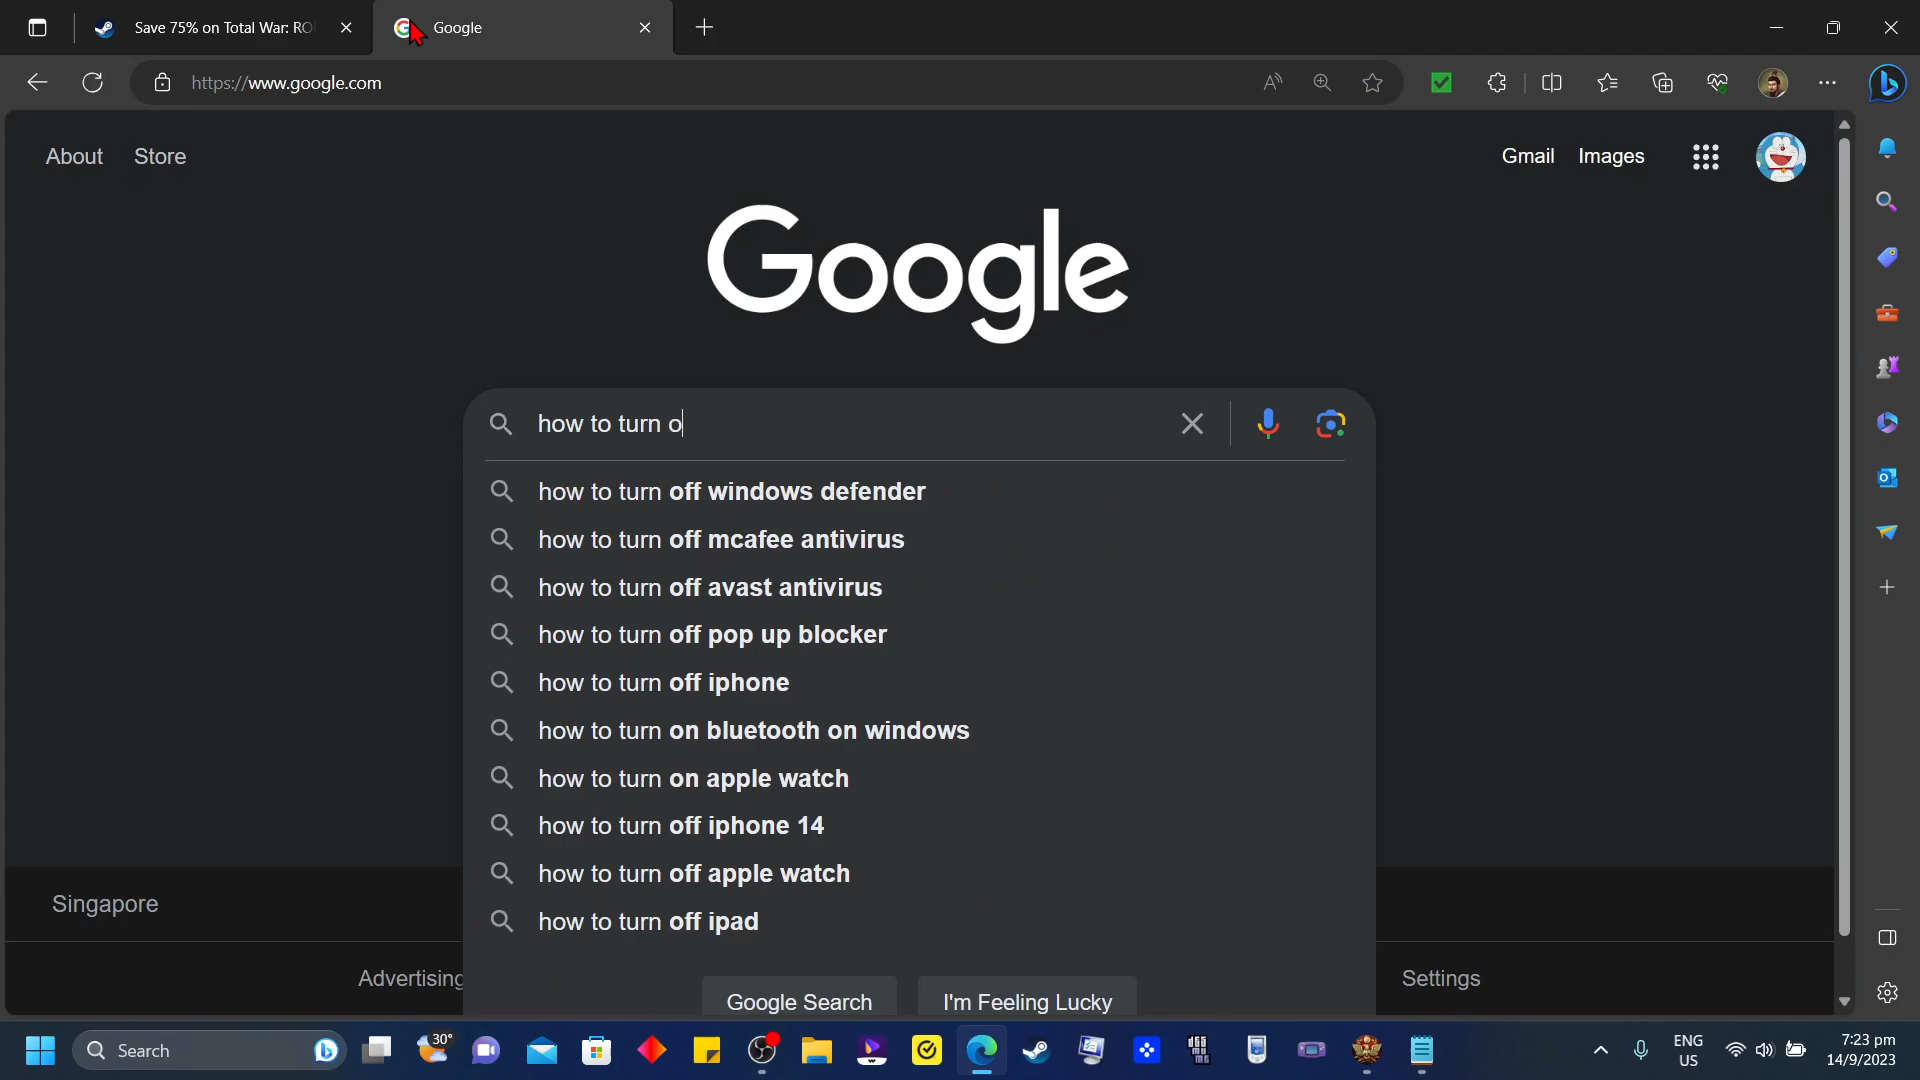 Save 75% on Total War: RO
Google
https://www.google.com
About
Store
Gmail
Images
Google
how to turn o
how to turn off windows defender
how to turn off mcafee antivirus
how to turn off avast antivirus
how to turn off pop up blocker
how to turn off iphone
how to turn on bluetooth on windows
how to turn on apple watch
how to turn off iphone 14
how to turn off apple watch
how to turn off ipad
Singapore
Advertising
Settings
Google Search
I'm Feeling Lucky
Search
30°
ENG
US
7:23 pm
14/9/2023